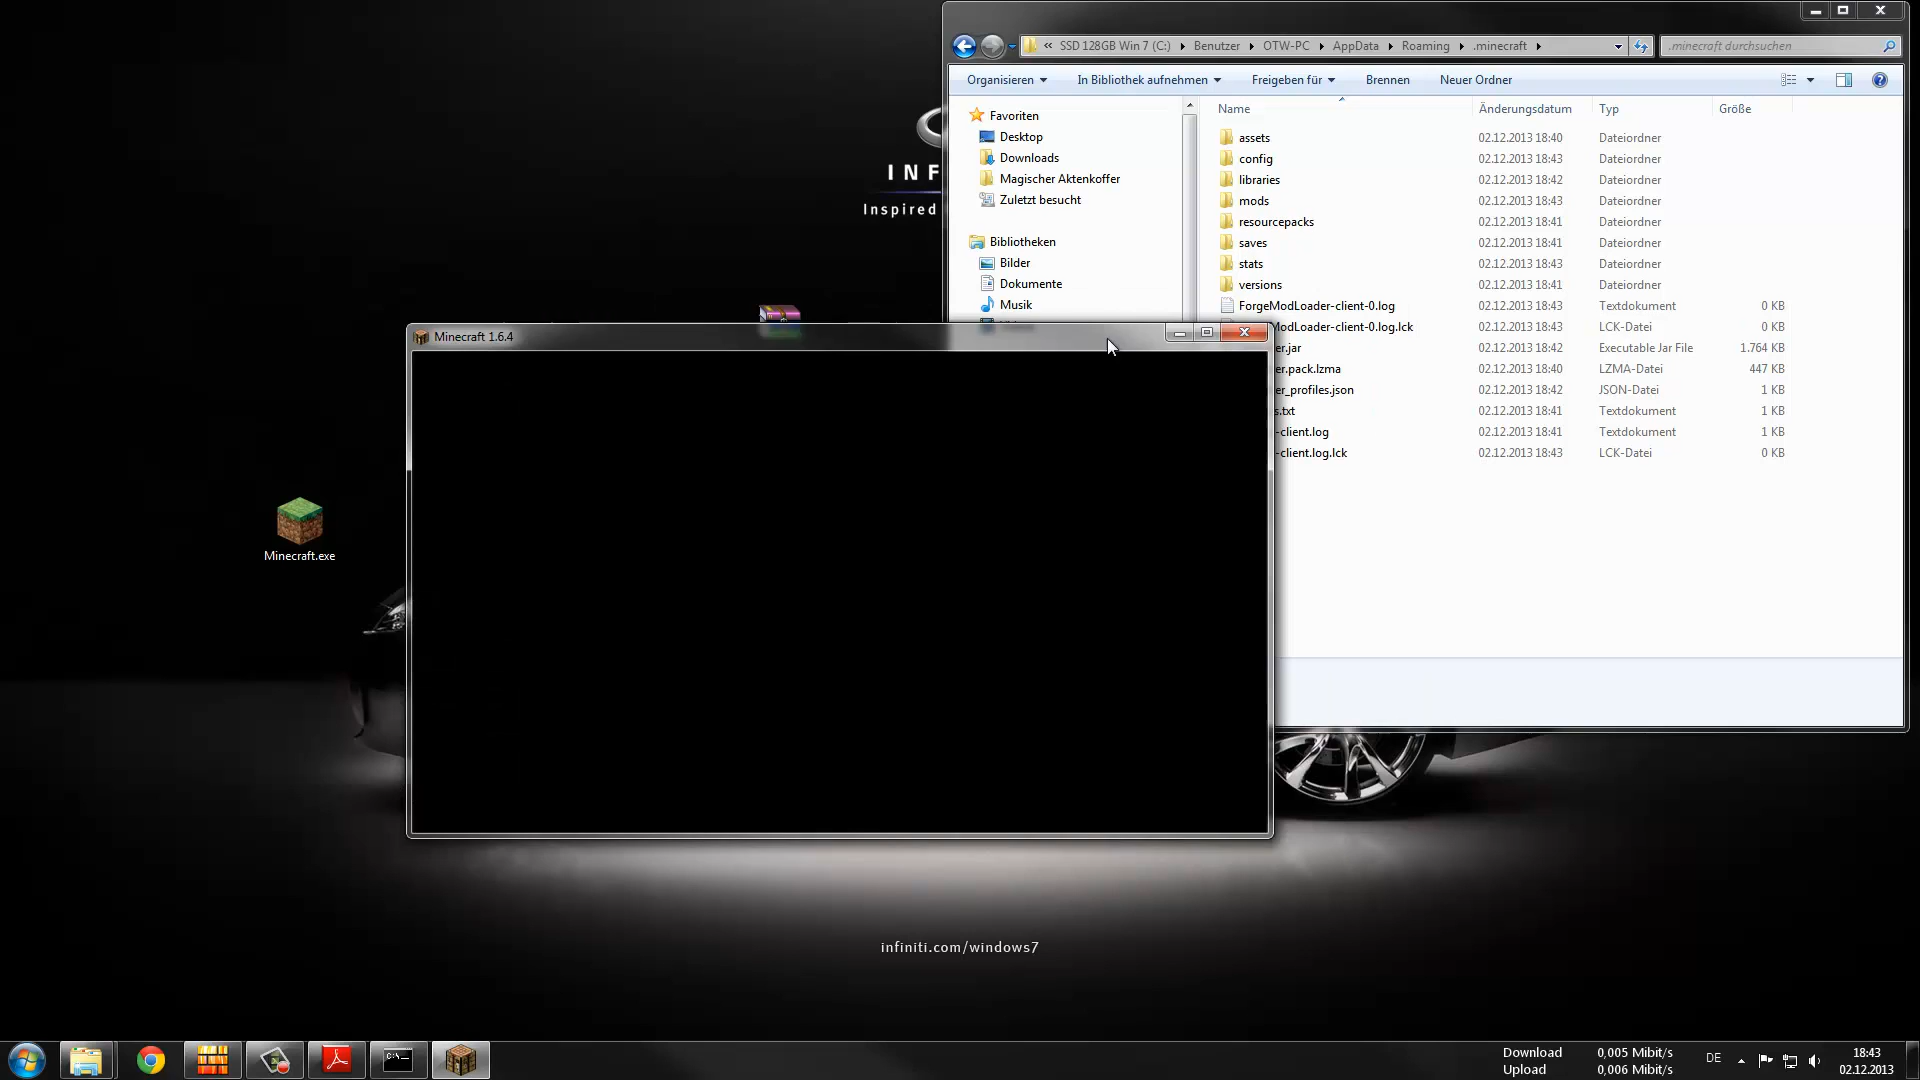 SSD 128GB Win 7 (C:) Benutzer OTW-PC AppData Roaming .minecraft
.minecraft durchsuchen
Organisieren In Bibliothek aufnehmen Freigeben für Brennen Neuer Ordner
Favoriten
Desktop
Downloads
Magischer Aktenkoffer
Zuletzt besucht
Bibliotheken
Bilder
Dokumente
Musik
Name Änderungsdatum Typ Größe
assets 02.12.2013 18:40 Dateiordner
config 02.12.2013 18:43 Dateiordner
libraries 02.12.2013 18:42 Dateiordner
mods 02.12.2013 18:43 Dateiordner
resourcepacks 02.12.2013 18:41 Dateiordner
saves 02.12.2013 18:41 Dateiordner
stats 02.12.2013 18:43 Dateiordner
versions 02.12.2013 18:41 Dateiordner
ForgeModLoader-client-0.log 02.12.2013 18:43 Textdokument 0 KB
ModLoader-client-0.log.lck 02.12.2013 18:43 LCK-Datei 0 KB
er.jar 02.12.2013 18:42 Executable Jar File 1.764 KB
er.pack.lzma 02.12.2013 18:40 LZMA-Datei 447 KB
er_profiles.json 02.12.2013 18:42 JSON-Datei 1 KB
s.txt 02.12.2013 18:41 Textdokument 1 KB
-client.log 02.12.2013 18:41 Textdokument 1 KB
-client.log.lck 02.12.2013 18:43 LCK-Datei 0 KB
INF
Inspired
Minecraft 1.6.4
Minecraft.exe
infiniti.com/windows7
C:\
Download 0,005 Mibit/s
Upload 0,006 Mibit/s
DE
18:43
02.12.2013